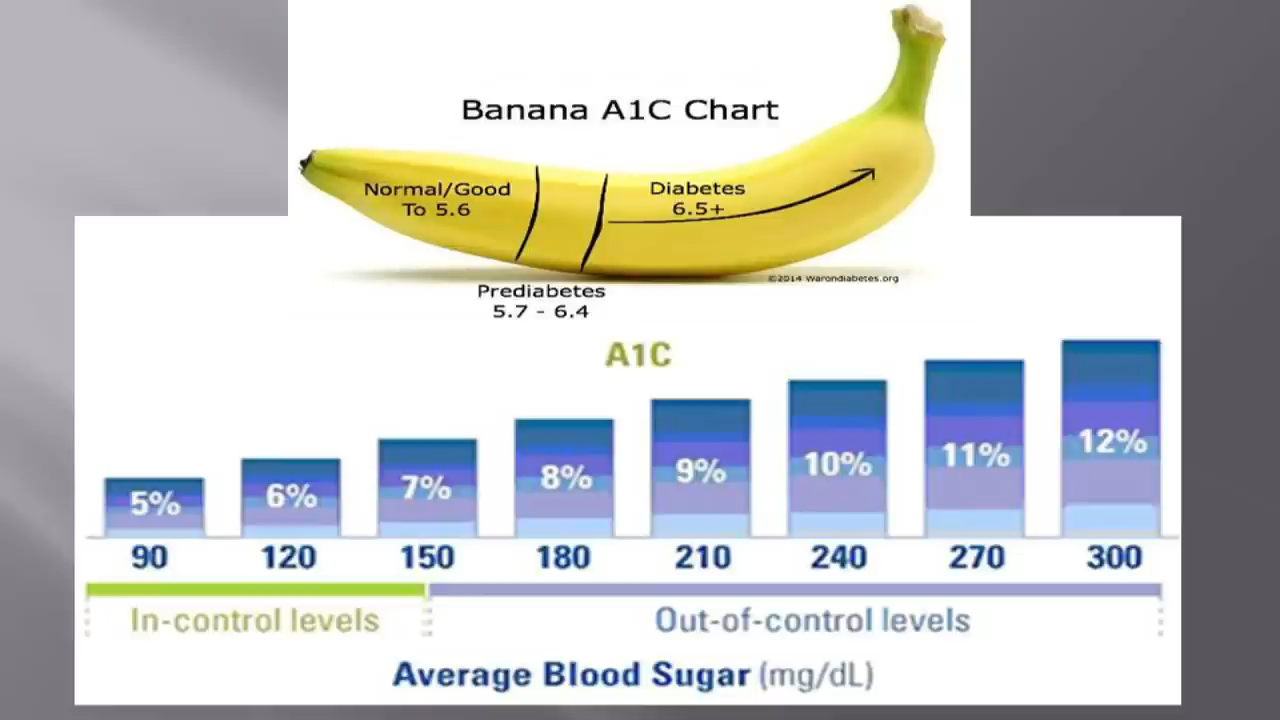 Banana A1C Chart
Normal/Good
To 5.6
Diabetes
6.5+
©2014 Warondiabetes.org
Prediabetes
5.7 - 6.4
A1C
5% 6% 7% 8% 9% 10% 11% 12%
90 120 150 180 210 240 270 300
In-control levels Out-of-control levels
Average Blood Sugar (mg/dL)